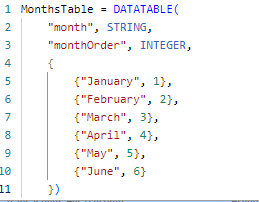 1 MonthsTable = DATATABLE(
2 "month", STRING,
3 "monthOrder", INTEGER,
4 {
5 {"January", 1},
6 {"February", 2},
7 {"March", 3},
8 {"April", 4},
9 {"May", 5},
10 {"June", 6}
11 })